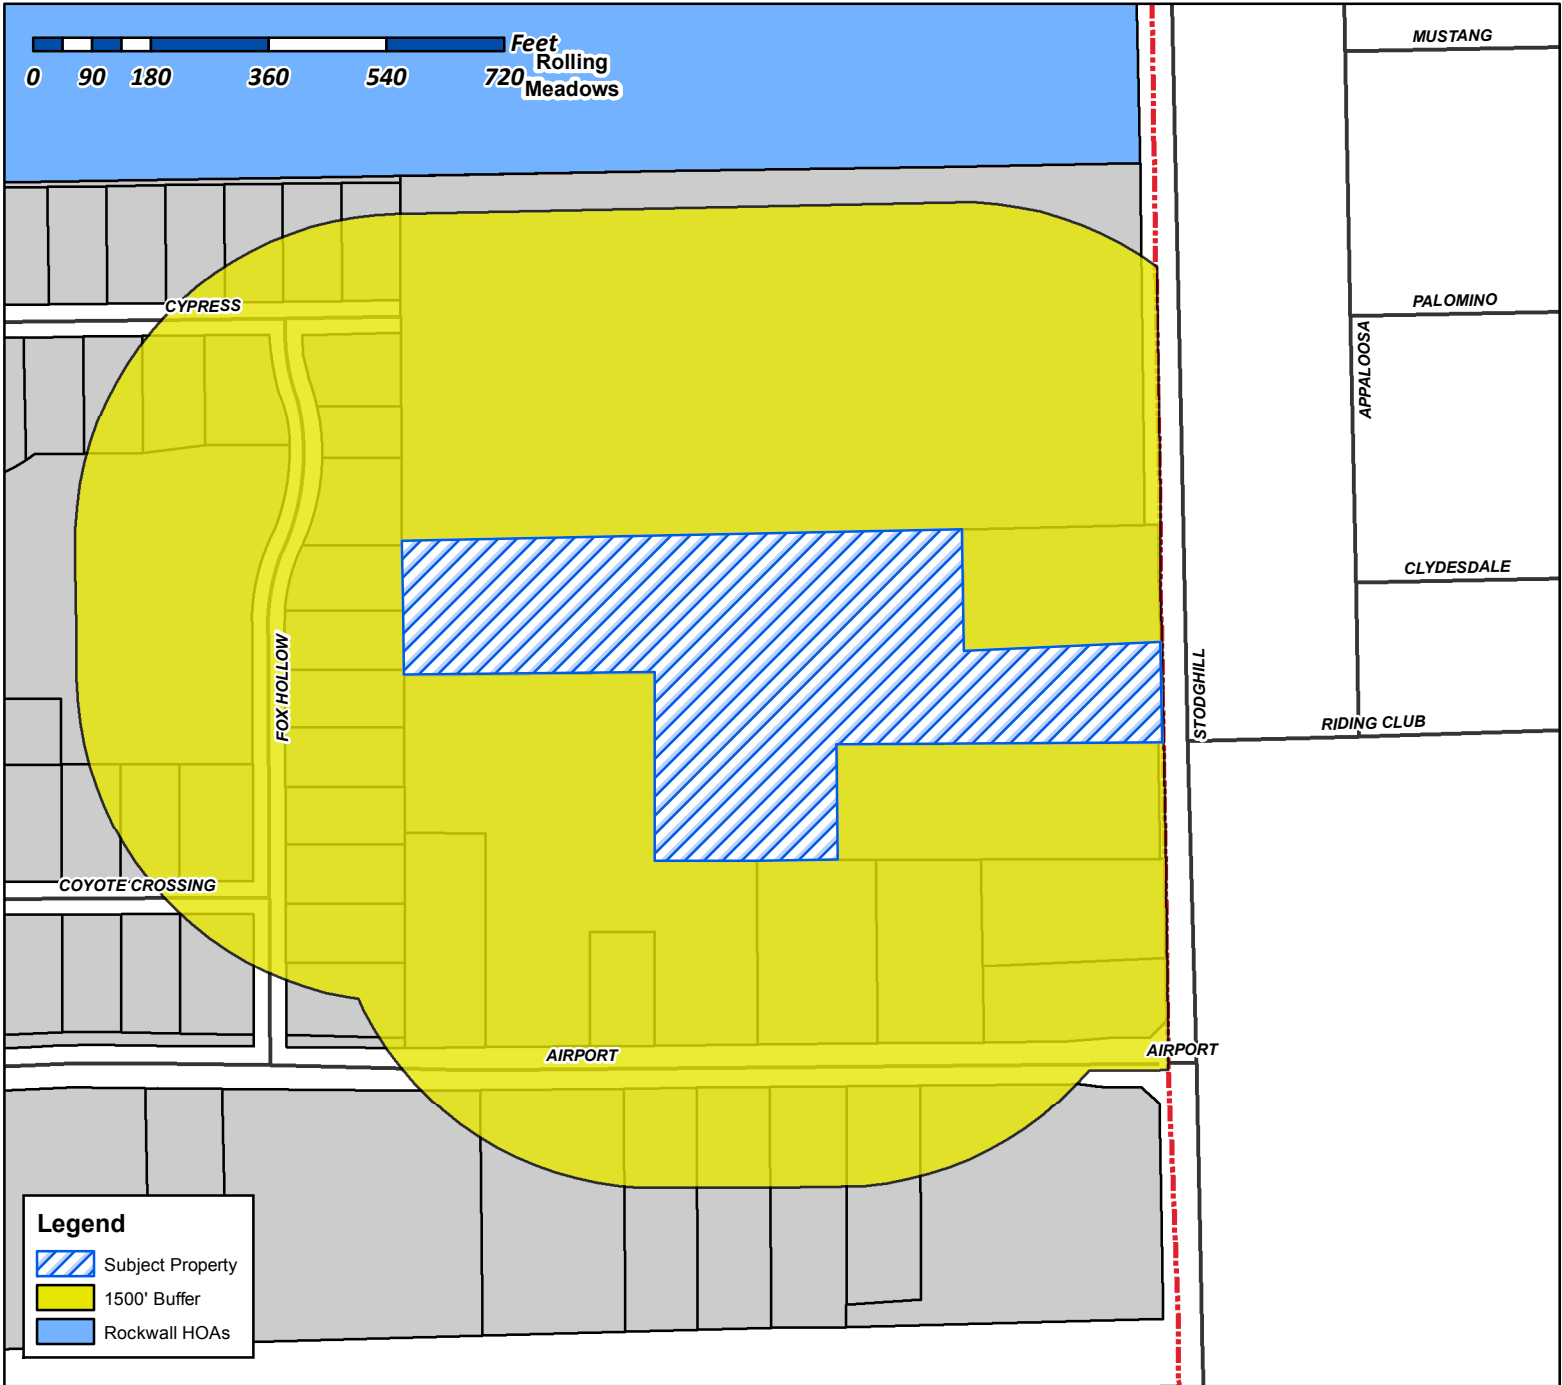 Feet
0 90 180 360 540 720
Rolling
Meadows
MUSTANG
CYPRESS
PALOMINO
APPALOOSA
CLYDESDALE
FOX HOLLOW
STODGHILL
RIDING CLUB
COYOTE CROSSING
AIRPORT
AIRPORT
Legend
Subject Property
1500' Buffer
Rockwall HOAs